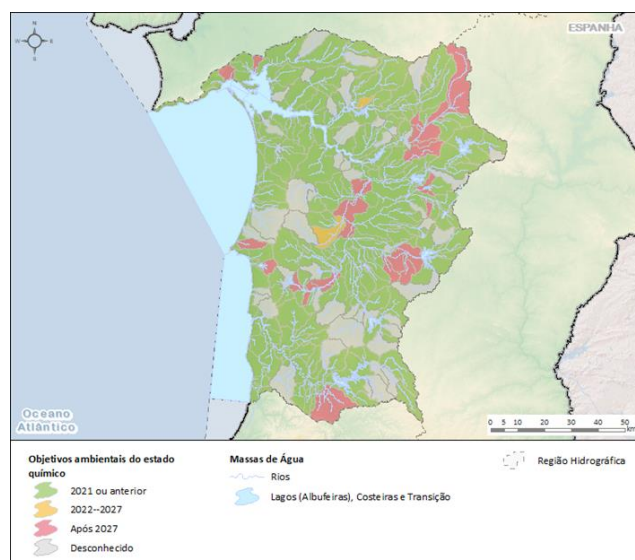 N
W E
S
ESPANHA
Oceano
Atlântico
0 5 10 20 30 40 50
km
Objetivos ambientais do estado
químico
2021 ou anterior
2022--2027
Após 2027
Desconhecido
Massas de Água
Rios
Lagos (Albufeiras), Costeiras e Transição
Região Hidrográfica